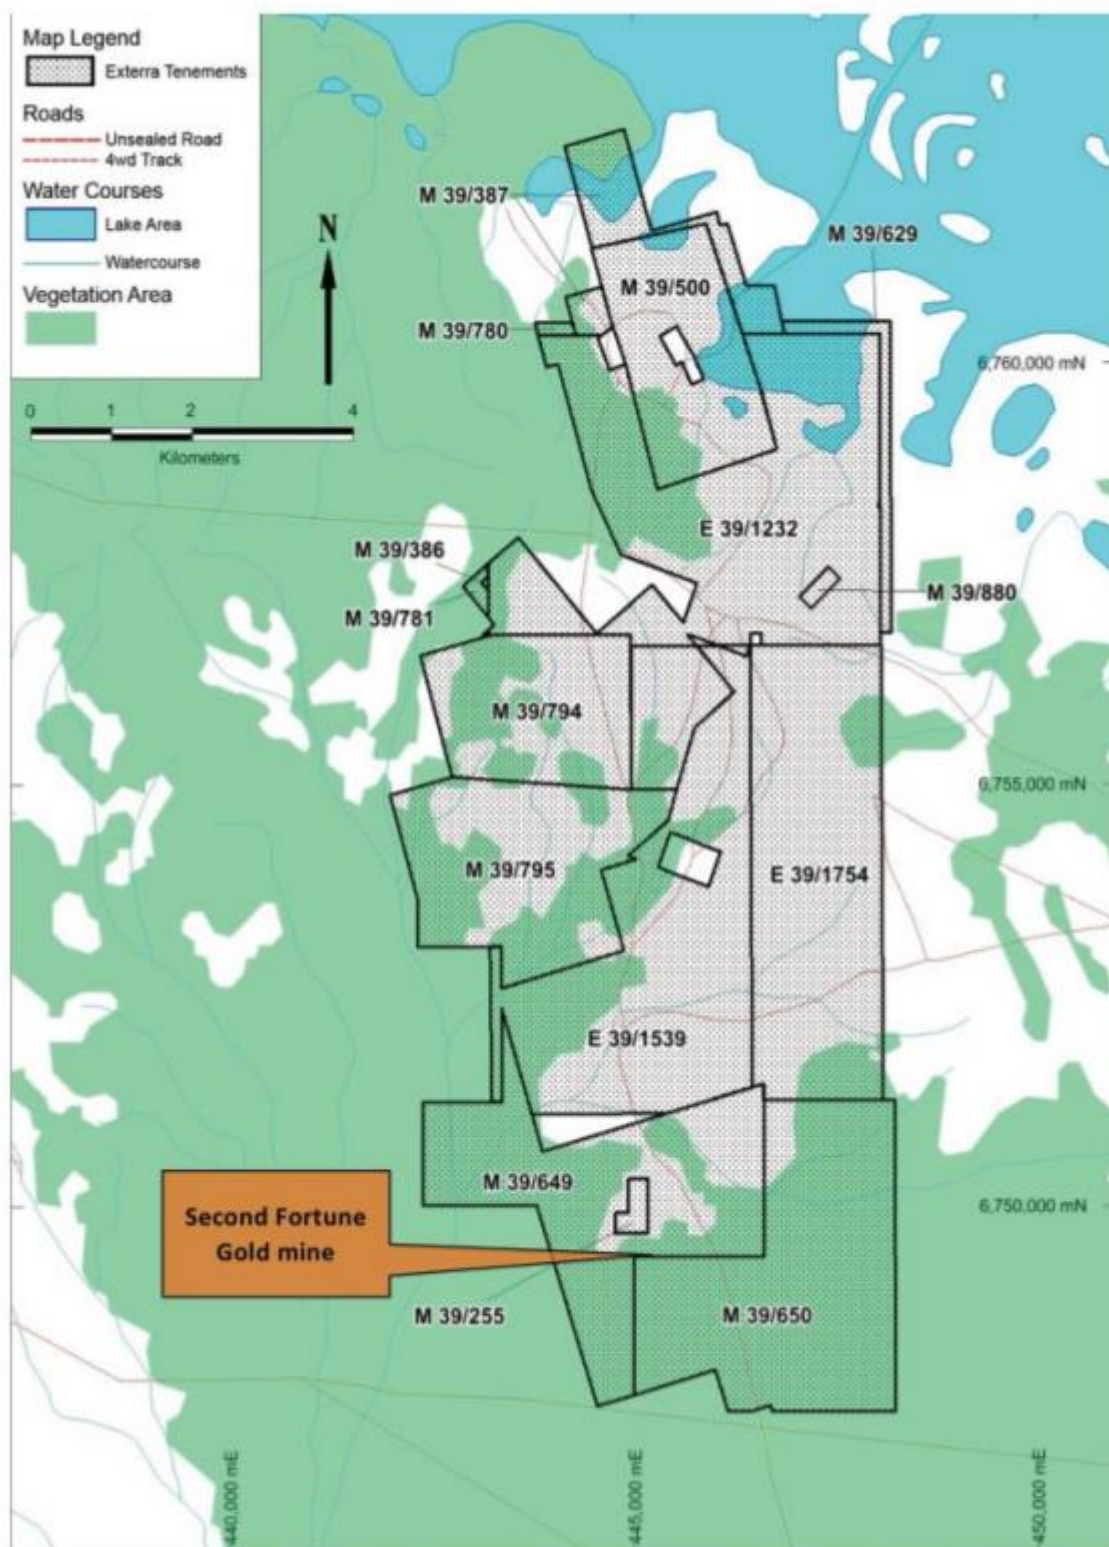 Map Legend
Exterra Tenements
Roads
Unsealed Road
4wd Track
Water Courses
Lake Area
Watercourse
Vegetation Area
N
0 1 2 4
Kilometers
M 39/387
M 39/629
M 39/500
M 39/780
6,760,000 mN
E 39/1232
M 39/386
M 39/880
M 39/781
M 39/794
6,755,000 mN
M 39/795
E 39/1754
E 39/1539
M 39/649
6,750,000 mN
Second Fortune
Gold mine
M 39/255
M 39/650
440,000 mE
445,000 mE
450,000 mE